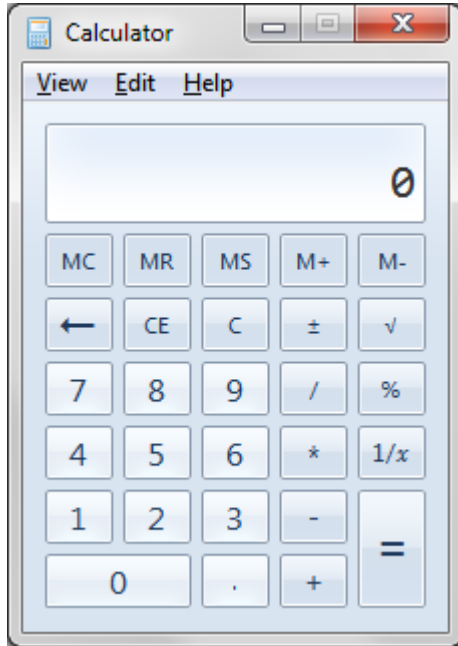 Calculator
View Edit Help
0
MC MR MS M+ M-
← CE C ± √
7 8 9 / %
4 5 6 * 1/x
1 2 3 - =
0 . +